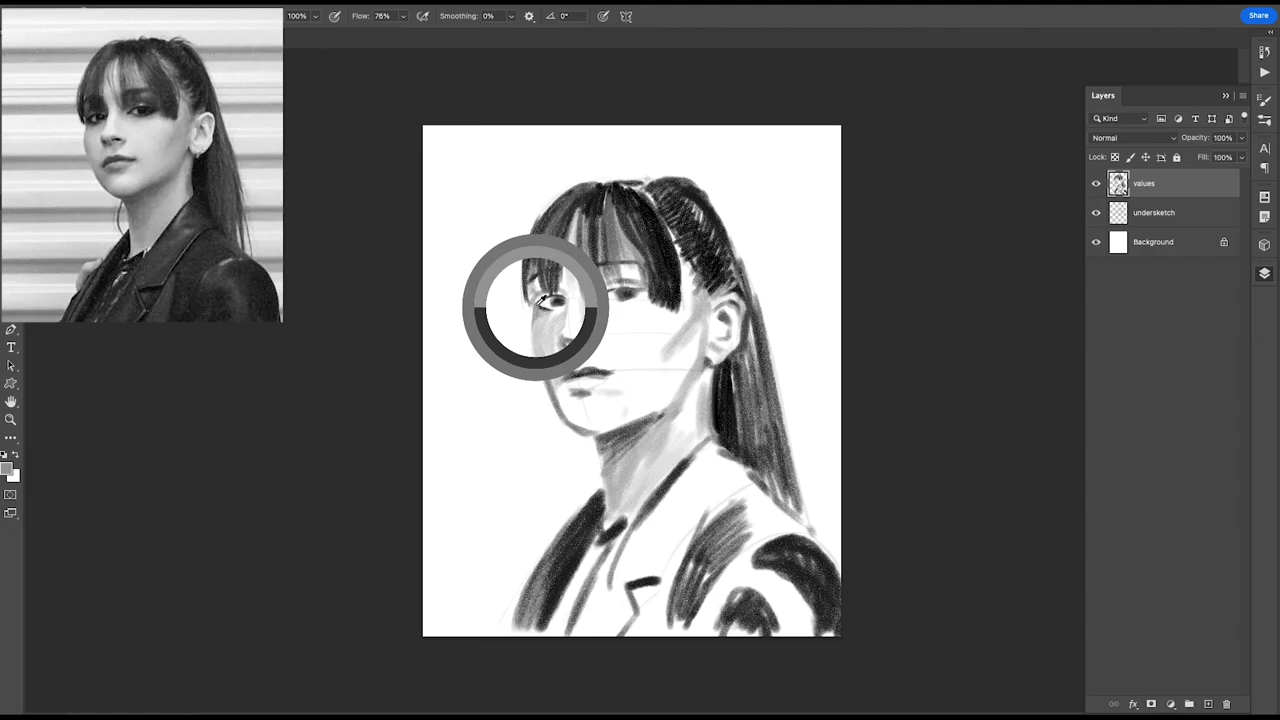 100% Flow: 76% Smoothing: 0% 0° Share
Layers
Kind
Normal Opacity: 100%
Lock: Fill: 100%
values
undersketch
Background